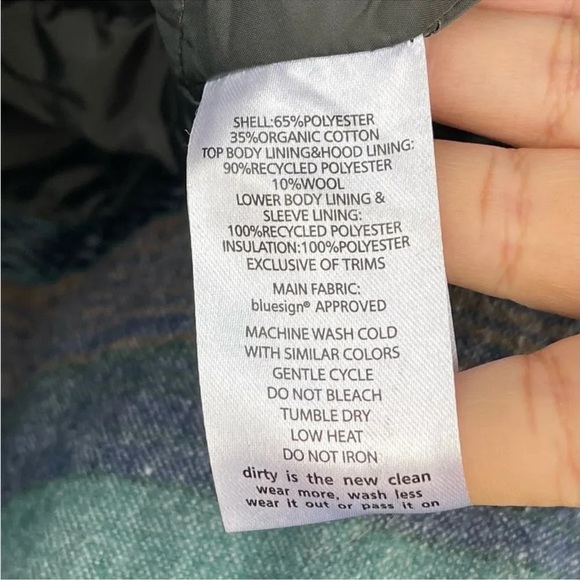 SHELL:65%POLYESTER
35%ORGANIC COTTON
TOP BODY LINING&HOOD LINING:
90%RECYCLED POLYESTER
10%WOOL
LOWER BODY LINING &
SLEEVE LINING:
100%RECYCLED POLYESTER
INSULATION:100%POLYESTER
EXCLUSIVE OF TRIMS
MAIN FABRIC:
bluesign® APPROVED
MACHINE WASH COLD
WITH SIMILAR COLORS
GENTLE CYCLE
DO NOT BLEACH
TUMBLE DRY
LOW HEAT
DO NOT IRON
dirty is the new clean
wear more, wash less
wear it out or pass it on